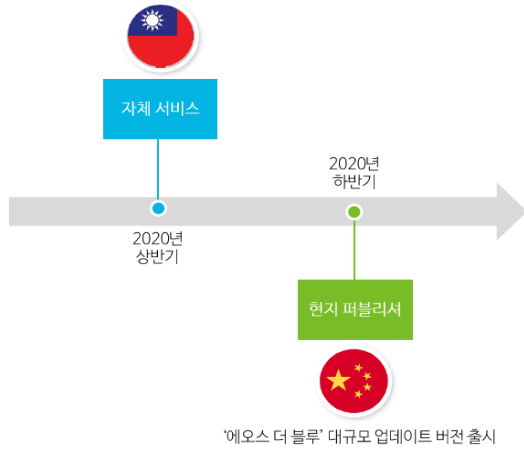 자체 서비스
2020년
하반기
2020년
상반기
현지 퍼블리셔
‘에오스 더 블루’ 대규모 업데이트 버전 출시